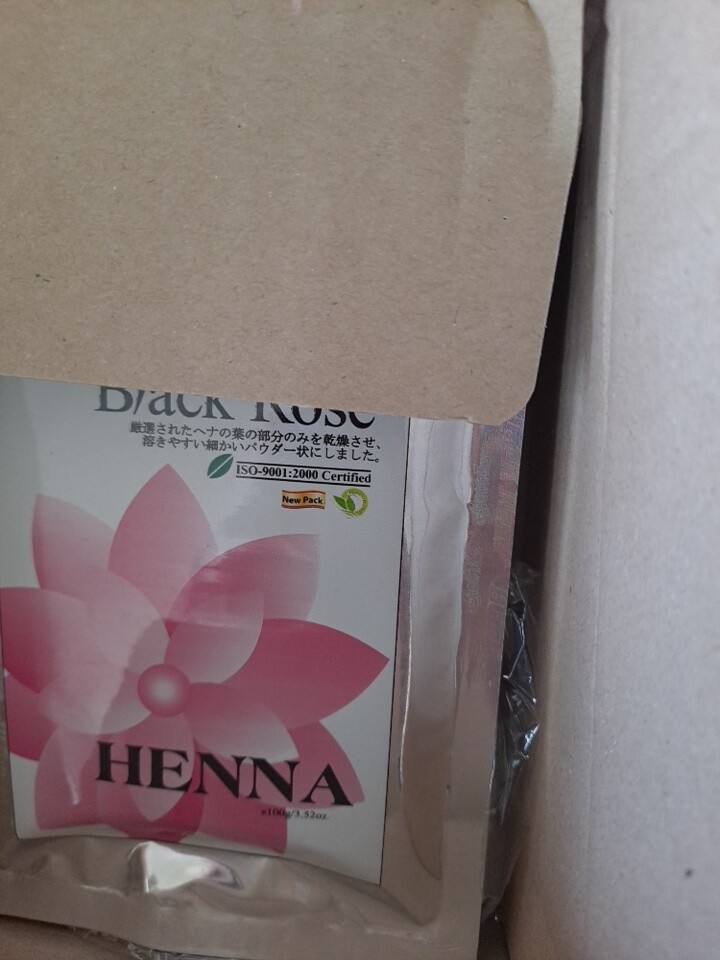 Black Rose
厳選されたヘナの葉の部分のみを乾燥させ、
溶きやすい細かいパウダー状にしました。
ISO-9001:2000 Certified
New Pack
HENNA
e100g/3.52oz.